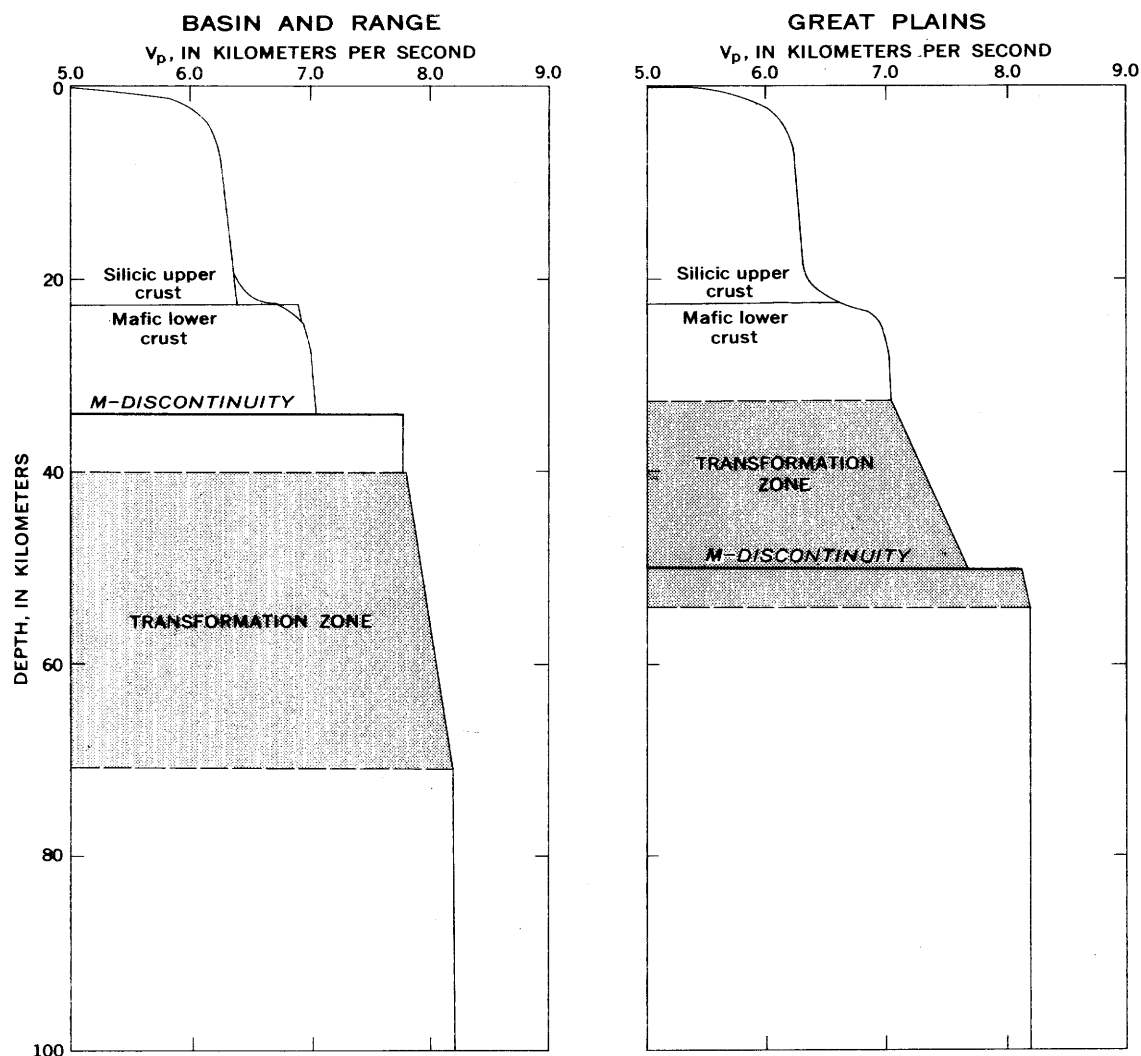 BASIN AND RANGE
Vp, IN KILOMETERS PER SECOND
5.0 6.0 7.0 8.0 9.0
0
20
40
60
80
100
DEPTH, IN KILOMETERS
Silicic upper
crust
Mafic lower
crust
M-DISCONTINUITY
TRANSFORMATION ZONE
GREAT PLAINS
Vp, IN KILOMETERS PER SECOND
5.0 6.0 7.0 8.0 9.0
Silicic upper
crust
Mafic lower
crust
TRANSFORMATION
ZONE
M-DISCONTINUITY